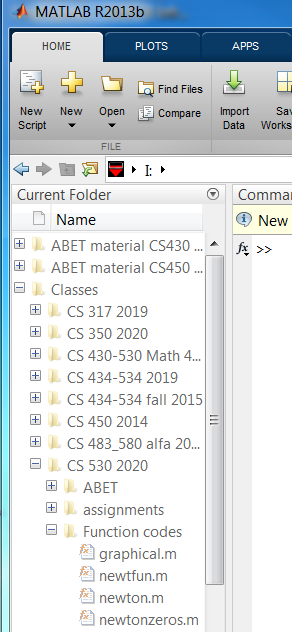 MATLAB R2013b
HOME PLOTS APPS
New Script
New
Open
Find Files
Compare
Import Data
Sav
Works
FILE
I:
Current Folder
Comma
Name
New
fx >>
ABET material CS430 ...
ABET material CS450 ...
Classes
CS 317 2019
CS 350 2020
CS 430-530 Math 4...
CS 434-534 2019
CS 434-534 fall 2015
CS 450 2014
CS 483_580 alfa 20...
CS 530 2020
ABET
assignments
Function codes
graphical.m
newtfun.m
newton.m
newtonzeros.m